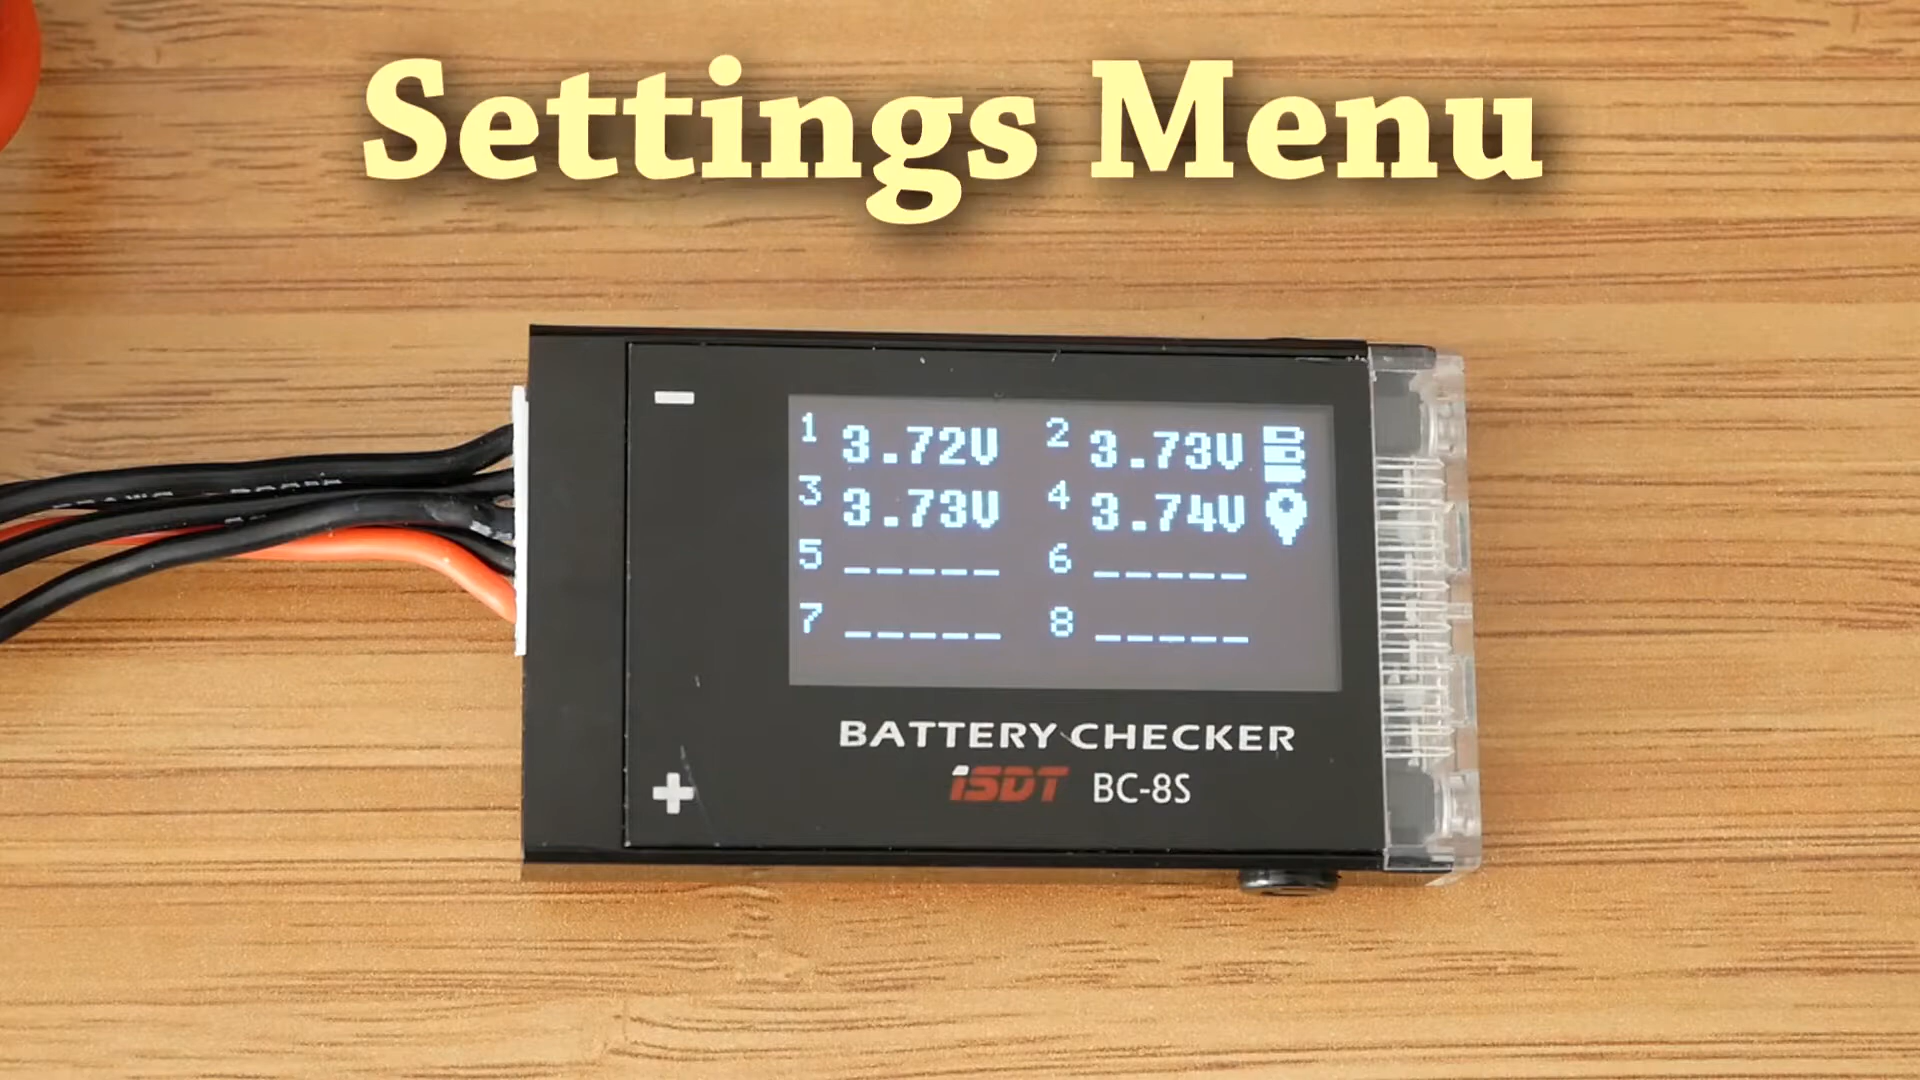 Settings Menu
1 3.72V 2 3.73V
3 3.73V 4 3.74V
5 _____ 6 _____
7 _____ 8 _____
BATTERY CHECKER
iSDT BC-8S